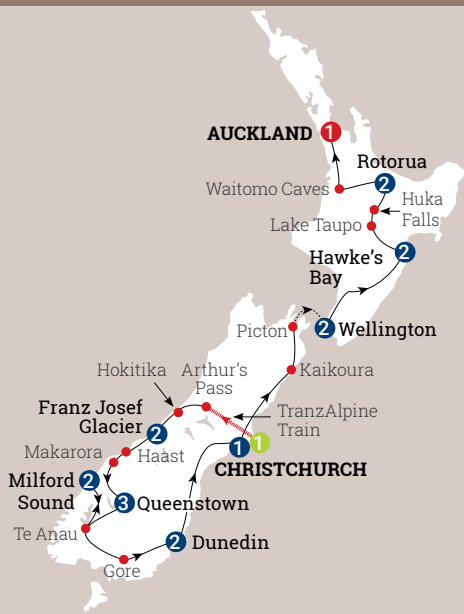 AUCKLAND 1
Rotorua
2
Waitomo Caves
Huka
Falls
Lake Taupo
Hawke's
Bay
2
Picton
2 Wellington
Hokitika
Arthur's
Pass
Kaikoura
Franz Josef
Glacier 2
TranzAlpine
Train
1 1
CHRISTCHURCH
Makarora
Haast
Milford
Sound
2
3 Queenstown
Te Anau
2 Dunedin
Gore